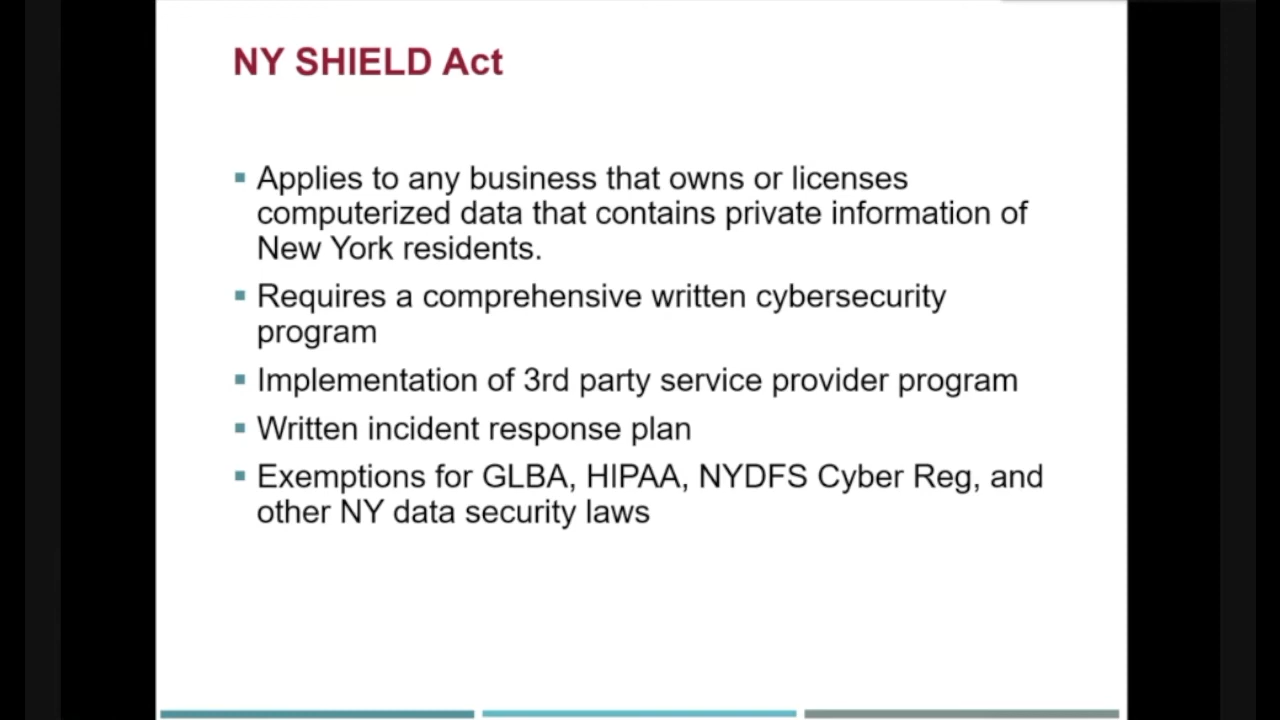 NY SHIELD Act
Applies to any business that owns or licenses
computerized data that contains private information of
New York residents.
Requires a comprehensive written cybersecurity
program
Implementation of 3rd party service provider program
Written incident response plan
Exemptions for GLBA, HIPAA, NYDFS Cyber Reg, and
other NY data security laws